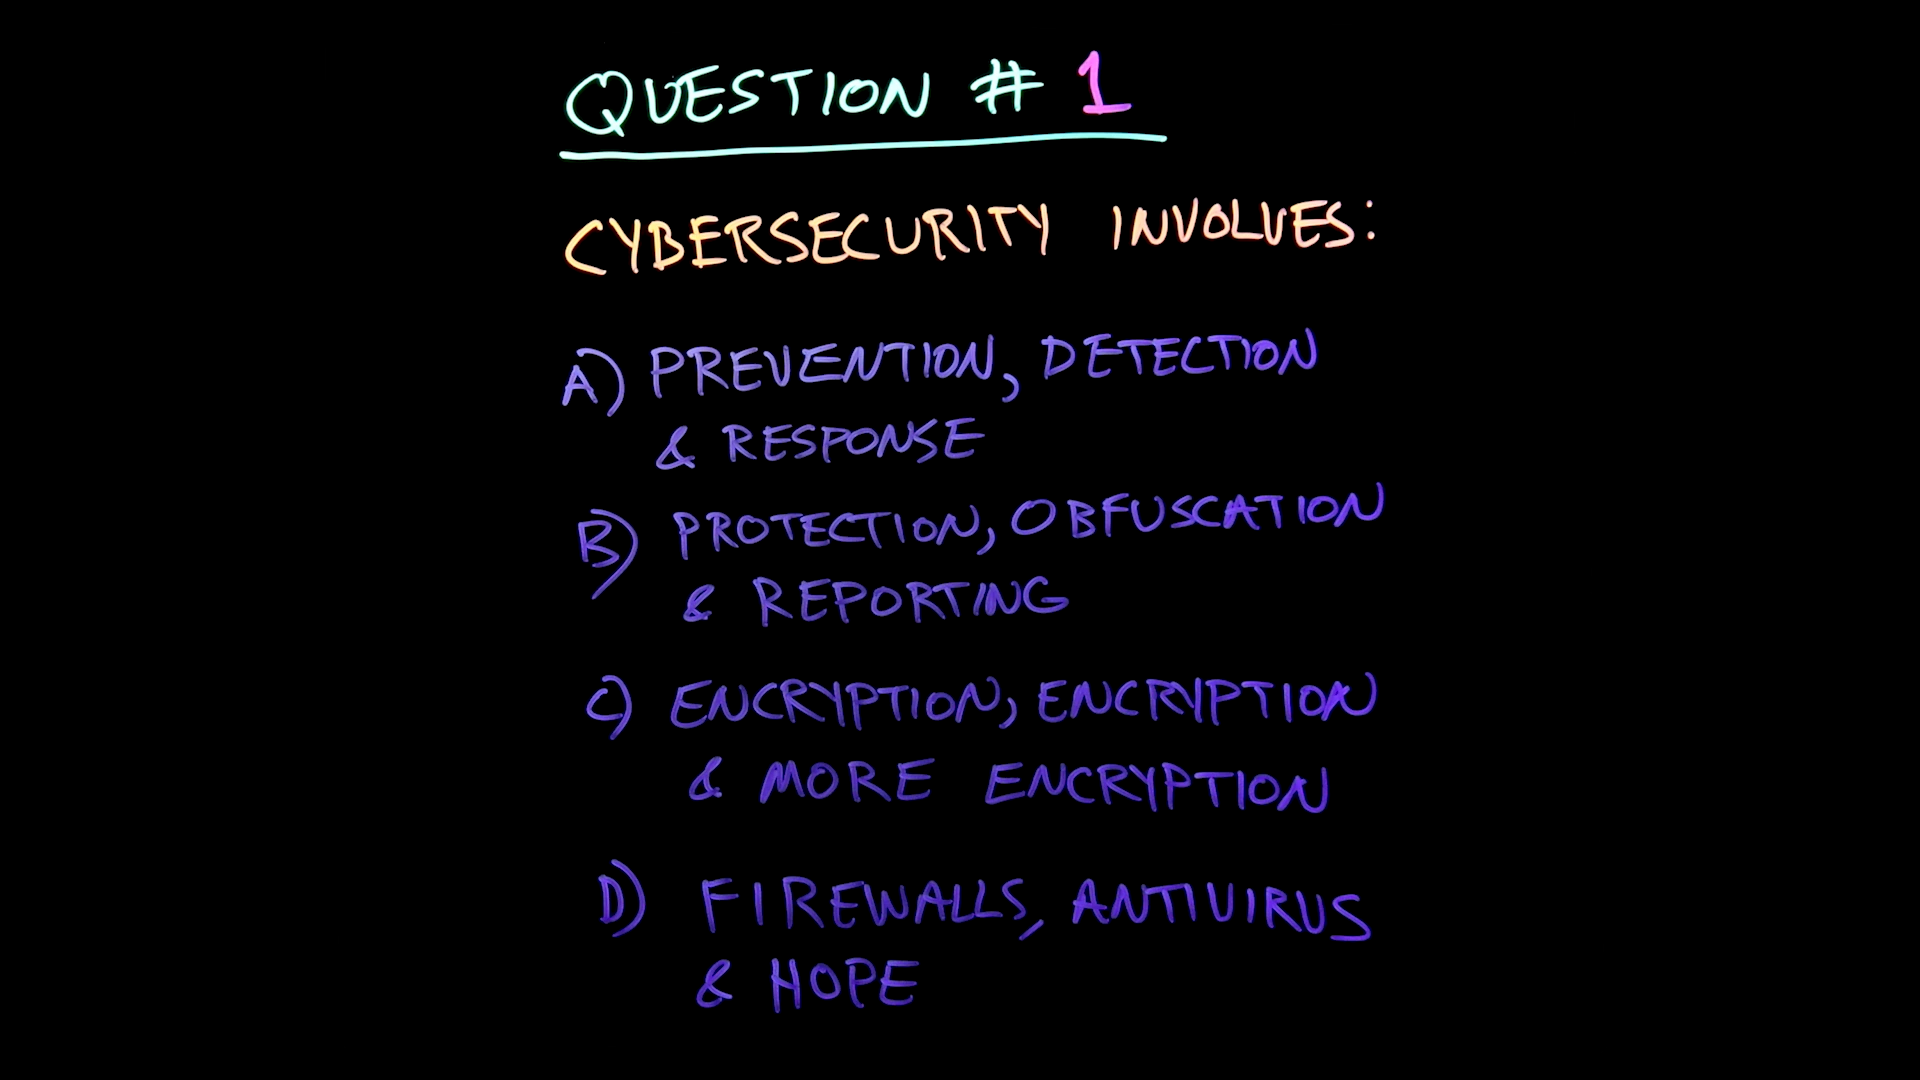 QUESTION # 1
CYBERSECURITY INVOLVES:
A) PREVENTION, DETECTION
& RESPONSE
B) PROTECTION, OBFUSCATION
& REPORTING
C) ENCRYPTION, ENCRYPTION
& MORE ENCRYPTION
D) FIREWALLS, ANTIVIRUS
& HOPE